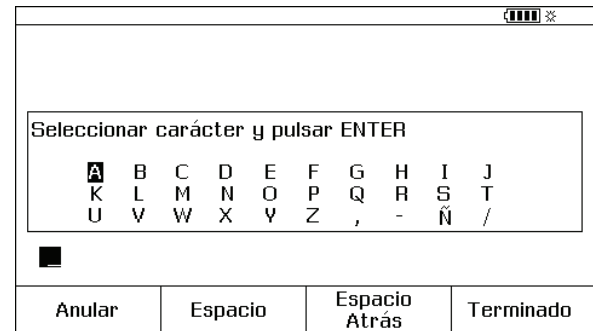 Seleccionar carácter y pulsar ENTER
A B C D E F G H I J
K L M N O P Q R S T
U V W X Y Z , - Ñ /
_
Anular Espacio Espacio Atrás Terminado